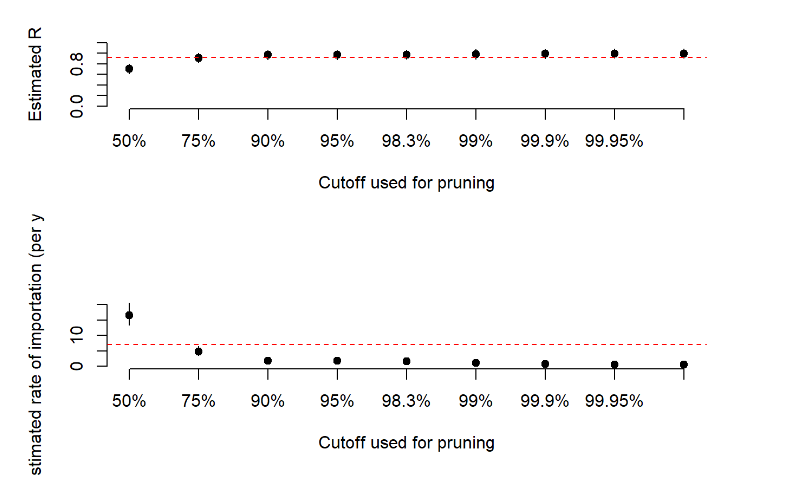 Estimated R
0.8
0.0
50% 75% 90% 95% 98.3% 99% 99.9% 99.95%
Cutoff used for pruning
stimated rate of importation (per y
10
0
50% 75% 90% 95% 98.3% 99% 99.9% 99.95%
Cutoff used for pruning